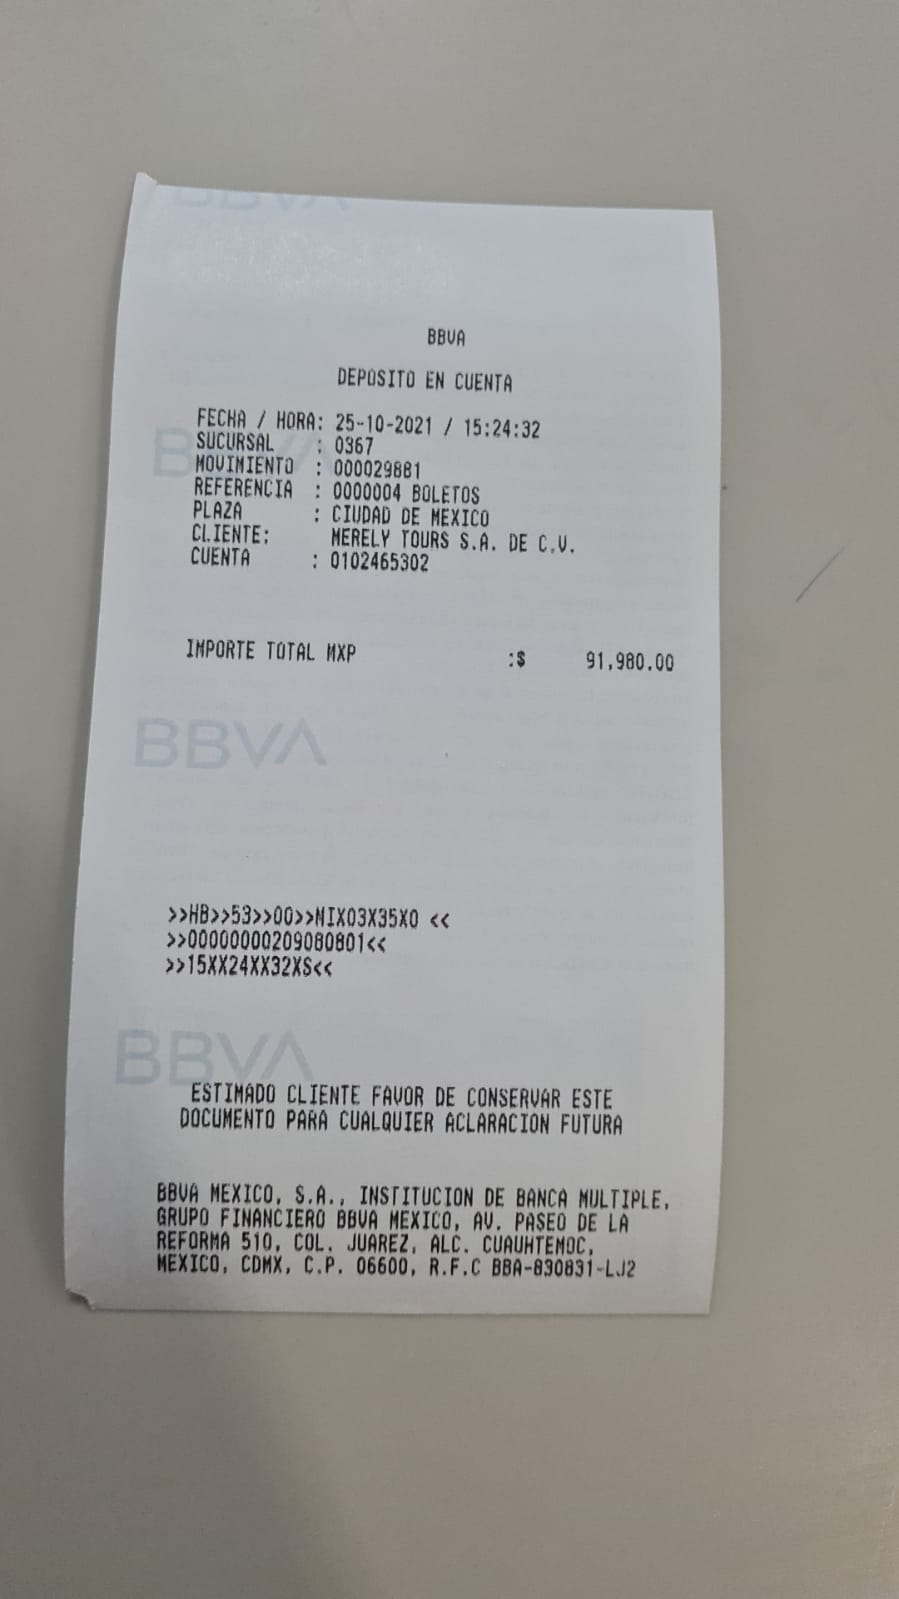 BBVA
BBVA
DEPOSITO EN CUENTA
FECHA / HORA: 25-10-2021 / 15:24:32
SUCURSAL : 0367
MOVIMIENTO : 000029881
REFERENCIA : 0000004 BOLETOS
PLAZA : CIUDAD DE MEXICO
CLIENTE: MERELY TOURS S.A. DE C.V.
CUENTA : 0102465302
IMPORTE TOTAL MXP :$ 91,980.00
BBVA
>>HB>>53>>00>>NIX03X35X0 <<
>>00000000209080801<<
>>15XX24XX32XS<<
BBVA
ESTIMADO CLIENTE FAVOR DE CONSERVAR ESTE
DOCUMENTO PARA CUALQUIER ACLARACION FUTURA
BBVA MEXICO, S.A., INSTITUCION DE BANCA MULTIPLE,
GRUPO FINANCIERO BBVA MEXICO, AV. PASEO DE LA
REFORMA 510, COL. JUAREZ, ALC. CUAUHTEMOC,
MEXICO, CDMX, C.P. 06600, R.F.C BBA-830831-LJ2